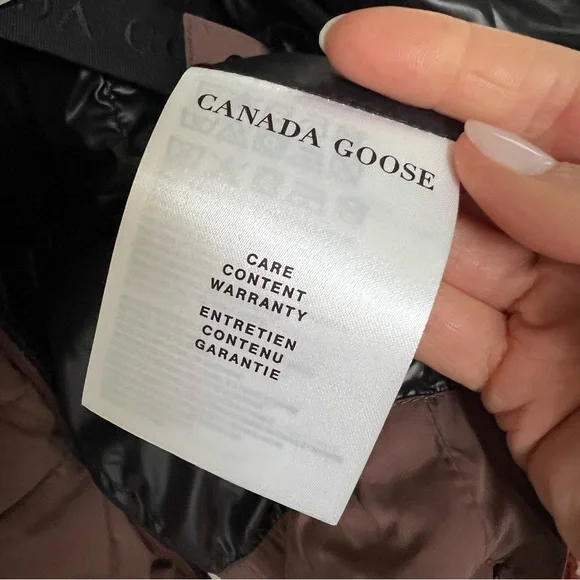 CANADA GOOSE
CARE
CONTENT
WARRANTY
ENTRETIEN
CONTENU
GARANTIE